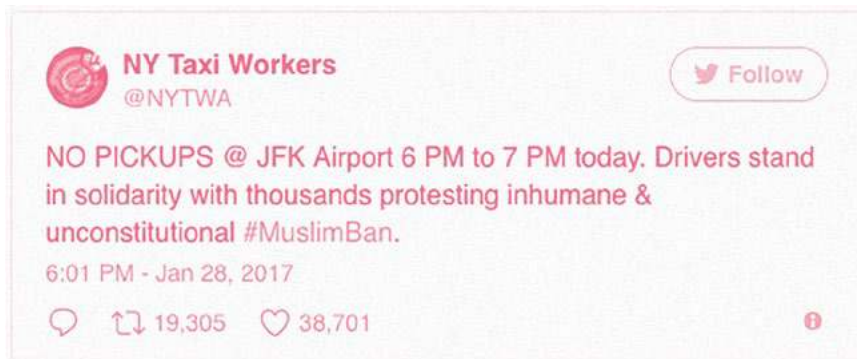 NY Taxi Workers
@NYTWA
Follow
NO PICKUPS @ JFK Airport 6 PM to 7 PM today. Drivers stand
in solidarity with thousands protesting inhumane &
unconstitutional #MuslimBan.
6:01 PM - Jan 28, 2017
19,305 38,701